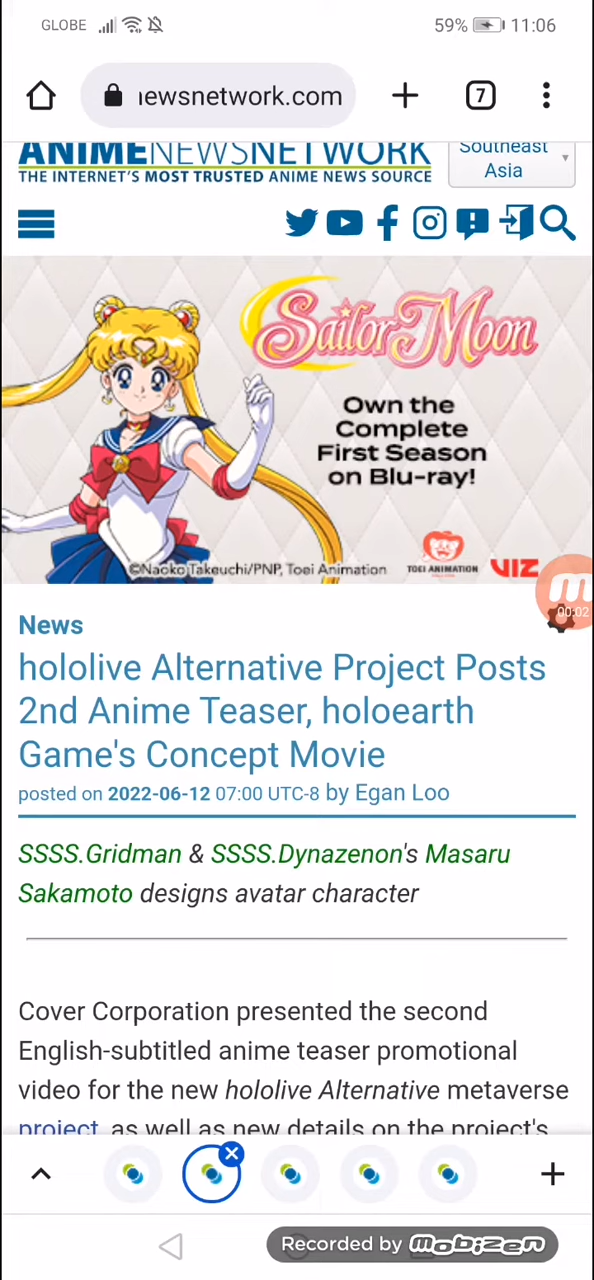 GLOBE 59% 11:06
newsnetwork.com 7
ANIMENEWSNETWORK
THE INTERNET'S MOST TRUSTED ANIME NEWS SOURCE
Southeast
Asia
Sailor Moon
Own the
Complete
First Season
on Blu-ray!
©Naoko Takeuchi/PNP, Toei Animation TOEI ANIMATION VIZ
00:02
News
hololive Alternative Project Posts
2nd Anime Teaser, holoearth
Game's Concept Movie
posted on 2022-06-12 07:00 UTC-8 by Egan Loo
SSSS.Gridman & SSSS.Dynazenon's Masaru
Sakamoto designs avatar character
Cover Corporation presented the second
English-subtitled anime teaser promotional
video for the new hololive Alternative metaverse
project, as well as new details on the project's
Recorded by mobizen